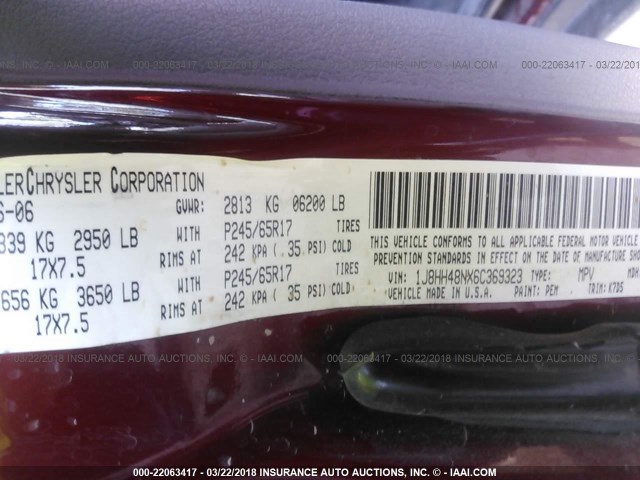 000-22063417 - 03/22/2018 INSURANCE AUTO AUCTIONS, INC. - © IAAI.COM
CHRYSLER CORPORATION
-06
GVWR: 2813 KG 06200 LB
339 KG 2950 LB WITH P245/65R17 TIRES
17X7.5 RIMS AT 242 KPA ( 35 PSI) COLD
656 KG 3650 LB WITH P245/65R17 TIRES
17X7.5 RIMS AT 242 KPA ( 35 PSI) COLD
THIS VEHICLE CONFORMS TO ALL APPLICABLE FEDERAL MOTOR VEHICLE
PREVENTION STANDARDS IN EFFECT ON THE DATE OF MANUFACTURE SHO
VIN: 1J8HH48NX6C369323 TYPE: MPV
VEHICLE MADE IN U.S.A. PAINT: PEM TRIM: K7D5
000-22063417 - 03/22/2018 INSURANCE AUTO AUCTIONS, INC. - © IAAI.COM
000-22063417 - 03/22/2018 INSURANCE AUTO AUCTIONS, INC. - © IAAI.COM